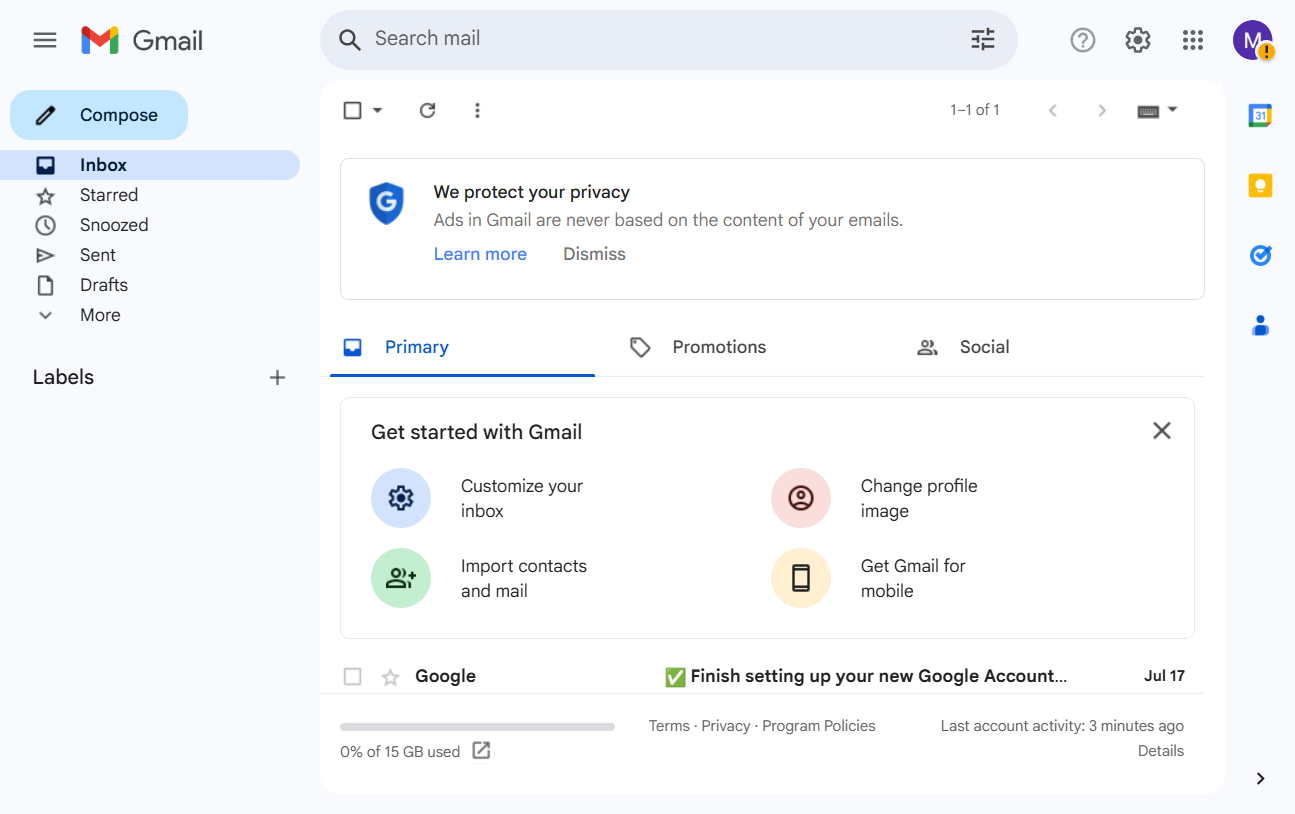 Gmail
Search mail
M
Compose
Inbox
Starred
Snoozed
Sent
Drafts
More
Labels
1–1 of 1
31
G
We protect your privacy
Ads in Gmail are never based on the content of your emails.
Learn more Dismiss
Primary Promotions Social
Get started with Gmail
Customize your
inbox
Change profile
image
Import contacts
and mail
Get Gmail for
mobile
Google ✅ Finish setting up your new Google Account... Jul 17
0% of 15 GB used
Terms · Privacy · Program Policies
Last account activity: 3 minutes ago
Details